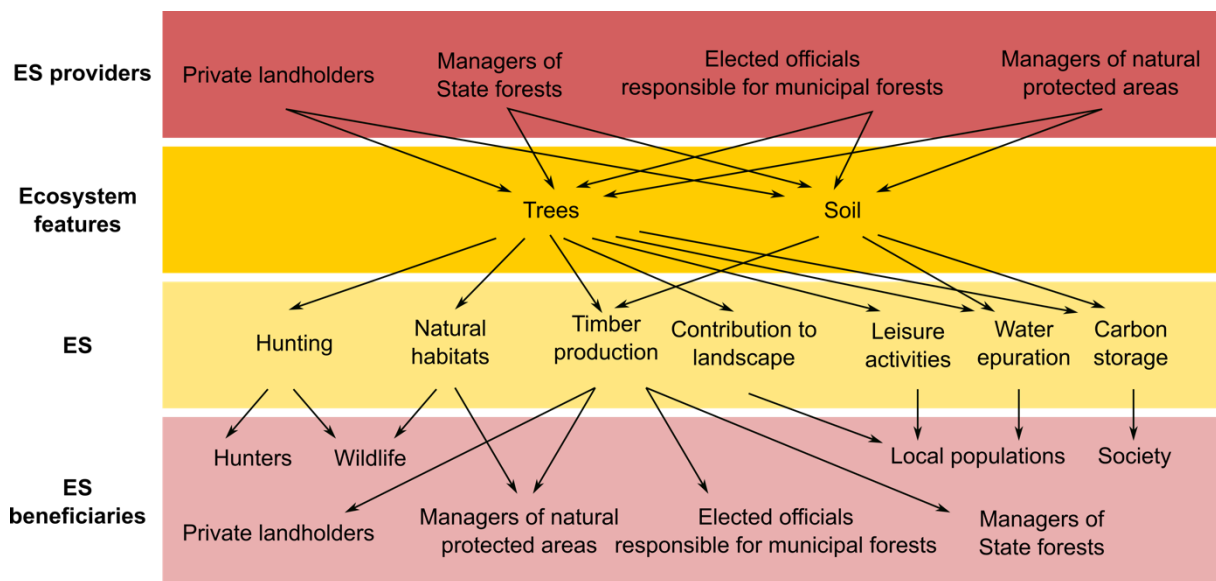 ES providers
Private landholders
Managers of
State forests
Elected officials
responsible for municipal forests
Managers of natural
protected areas
Ecosystem
features
Trees
Soil
ES
Hunting
Natural
habitats
Timber
production
Contribution to
landscape
Leisure
activities
Water
epuration
Carbon
storage
ES
beneficiaries
Hunters
Wildlife
Local populations
Society
Private landholders
Managers of natural
protected areas
Elected officials
responsible for municipal forests
Managers of
State forests